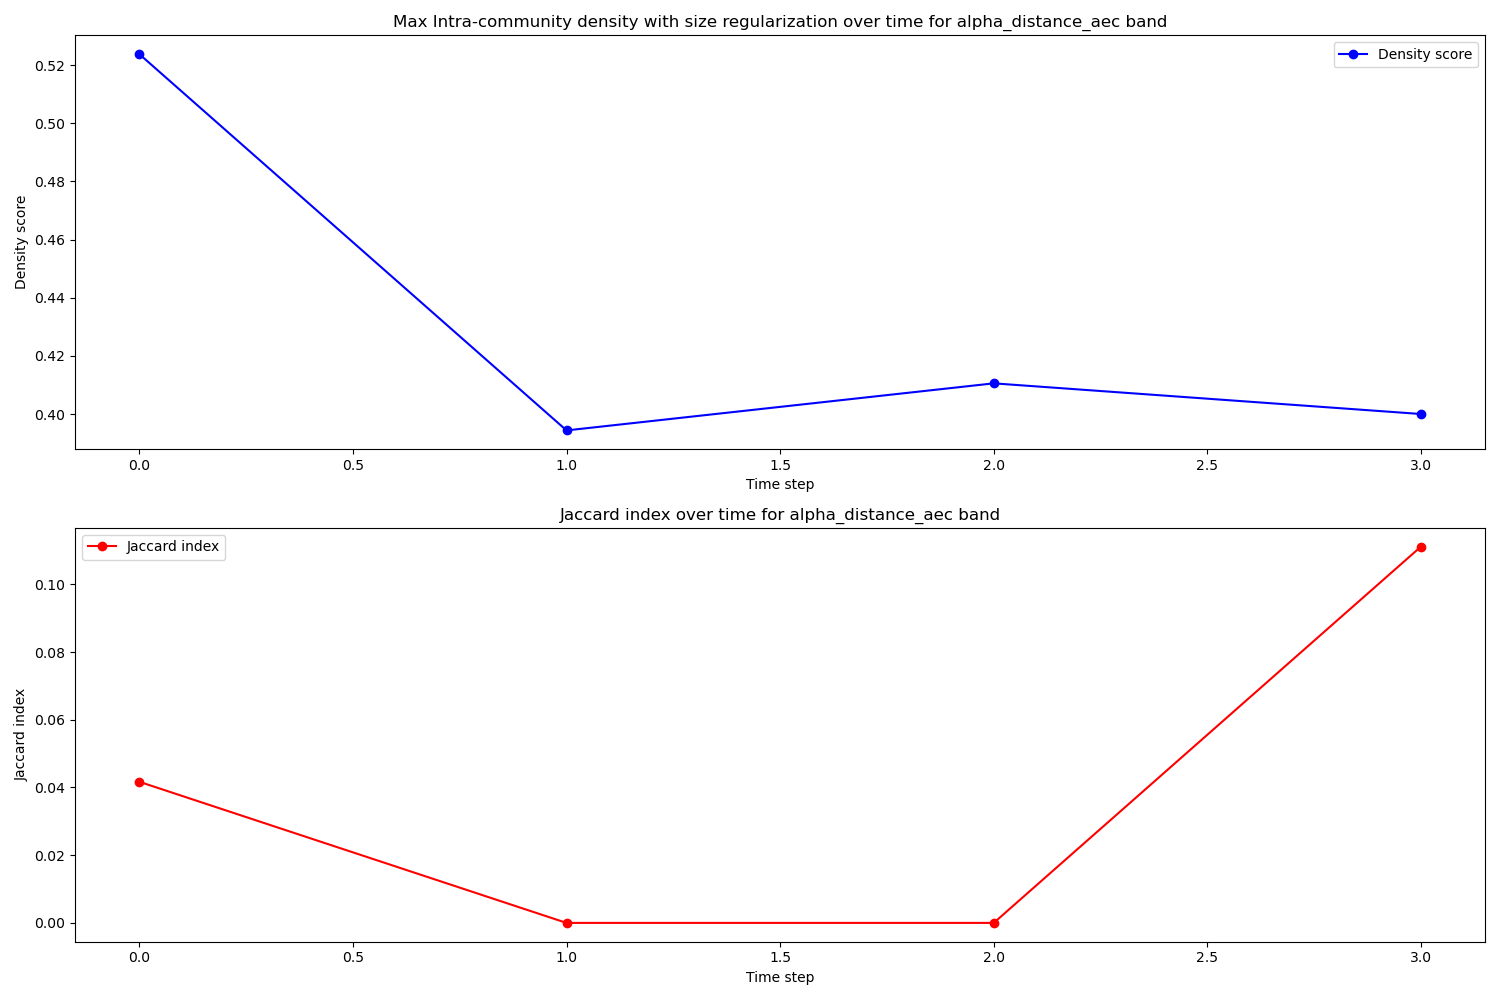 Max Intra-community density with size regularization over time for alpha_distance_aec band
Density score
0.52
0.50
0.48
0.46
0.44
0.42
0.40
Density score
0.0 0.5 1.0 1.5 2.0 2.5 3.0
Time step
Jaccard index over time for alpha_distance_aec band
Jaccard index
0.10
0.08
0.06
0.04
0.02
0.00
Jaccard index
0.0 0.5 1.0 1.5 2.0 2.5 3.0
Time step